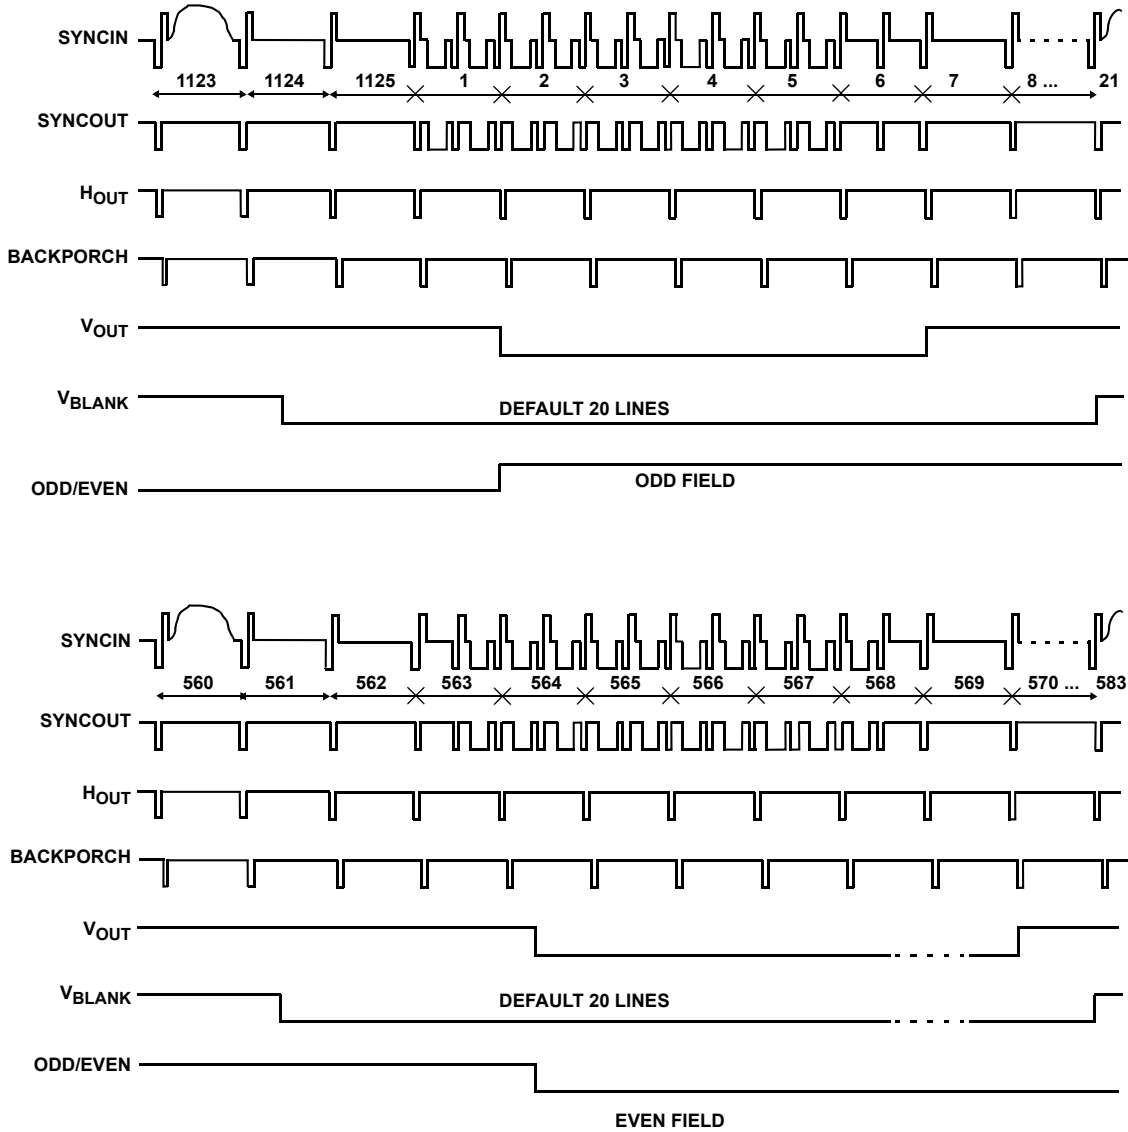 SYNCIN
1123 1124 1125 1 2 3 4 5 6 7 8 ... 21
SYNCOUT
HOUT
BACKPORCH
VOUT
VBLANK
DEFAULT 20 LINES
ODD/EVEN
ODD FIELD
SYNCIN
560 561 562 563 564 565 566 567 568 569 570 ... 583
SYNCOUT
HOUT
BACKPORCH
VOUT
VBLANK
DEFAULT 20 LINES
ODD/EVEN
EVEN FIELD